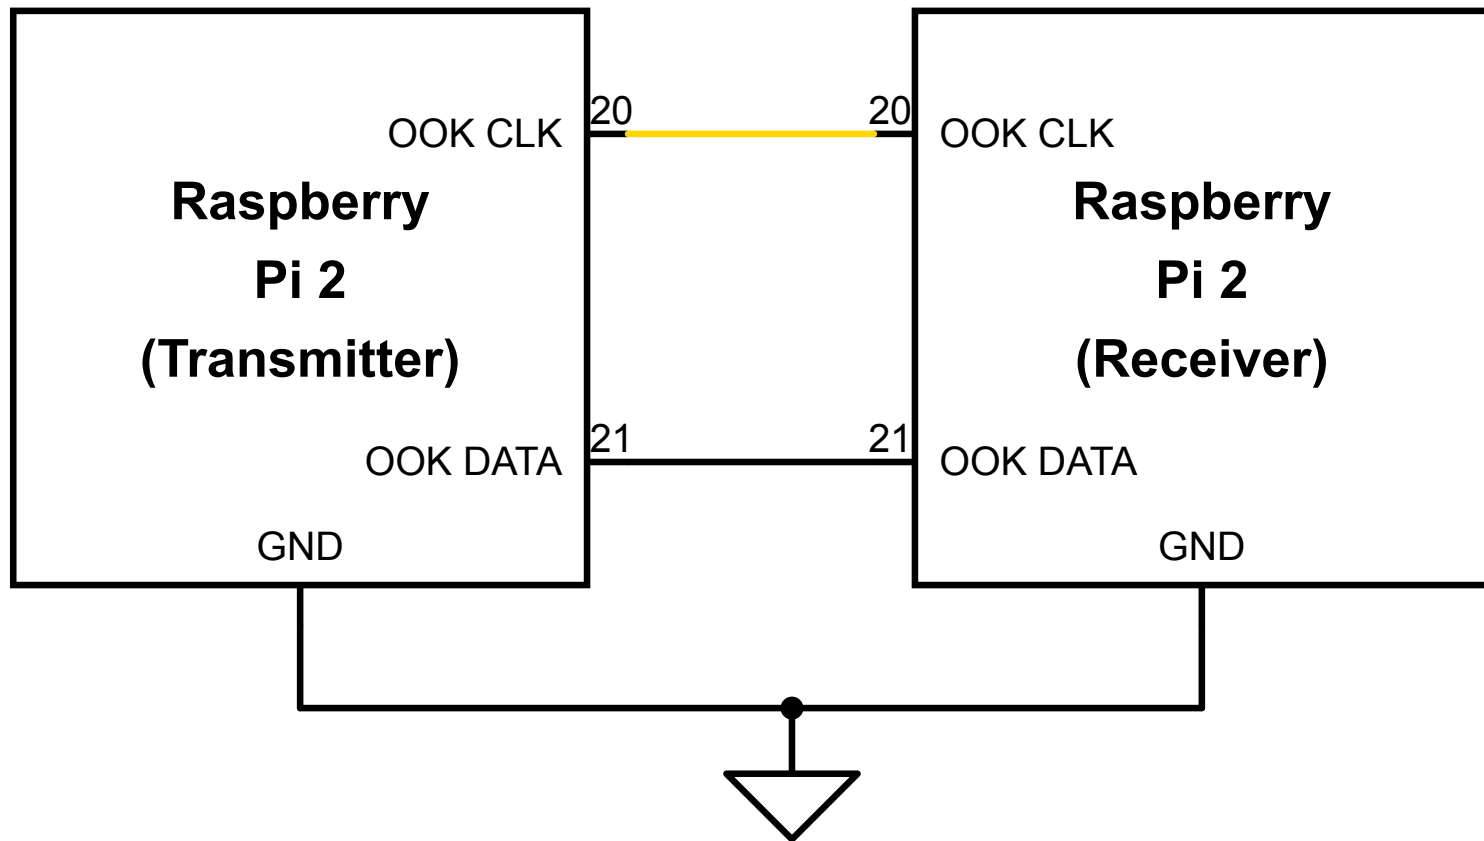 20
20
OOK CLK
OOK CLK
Raspberry
Pi 2
(Transmitter)
Raspberry
Pi 2
(Receiver)
21
21
OOK DATA
OOK DATA
GND
GND